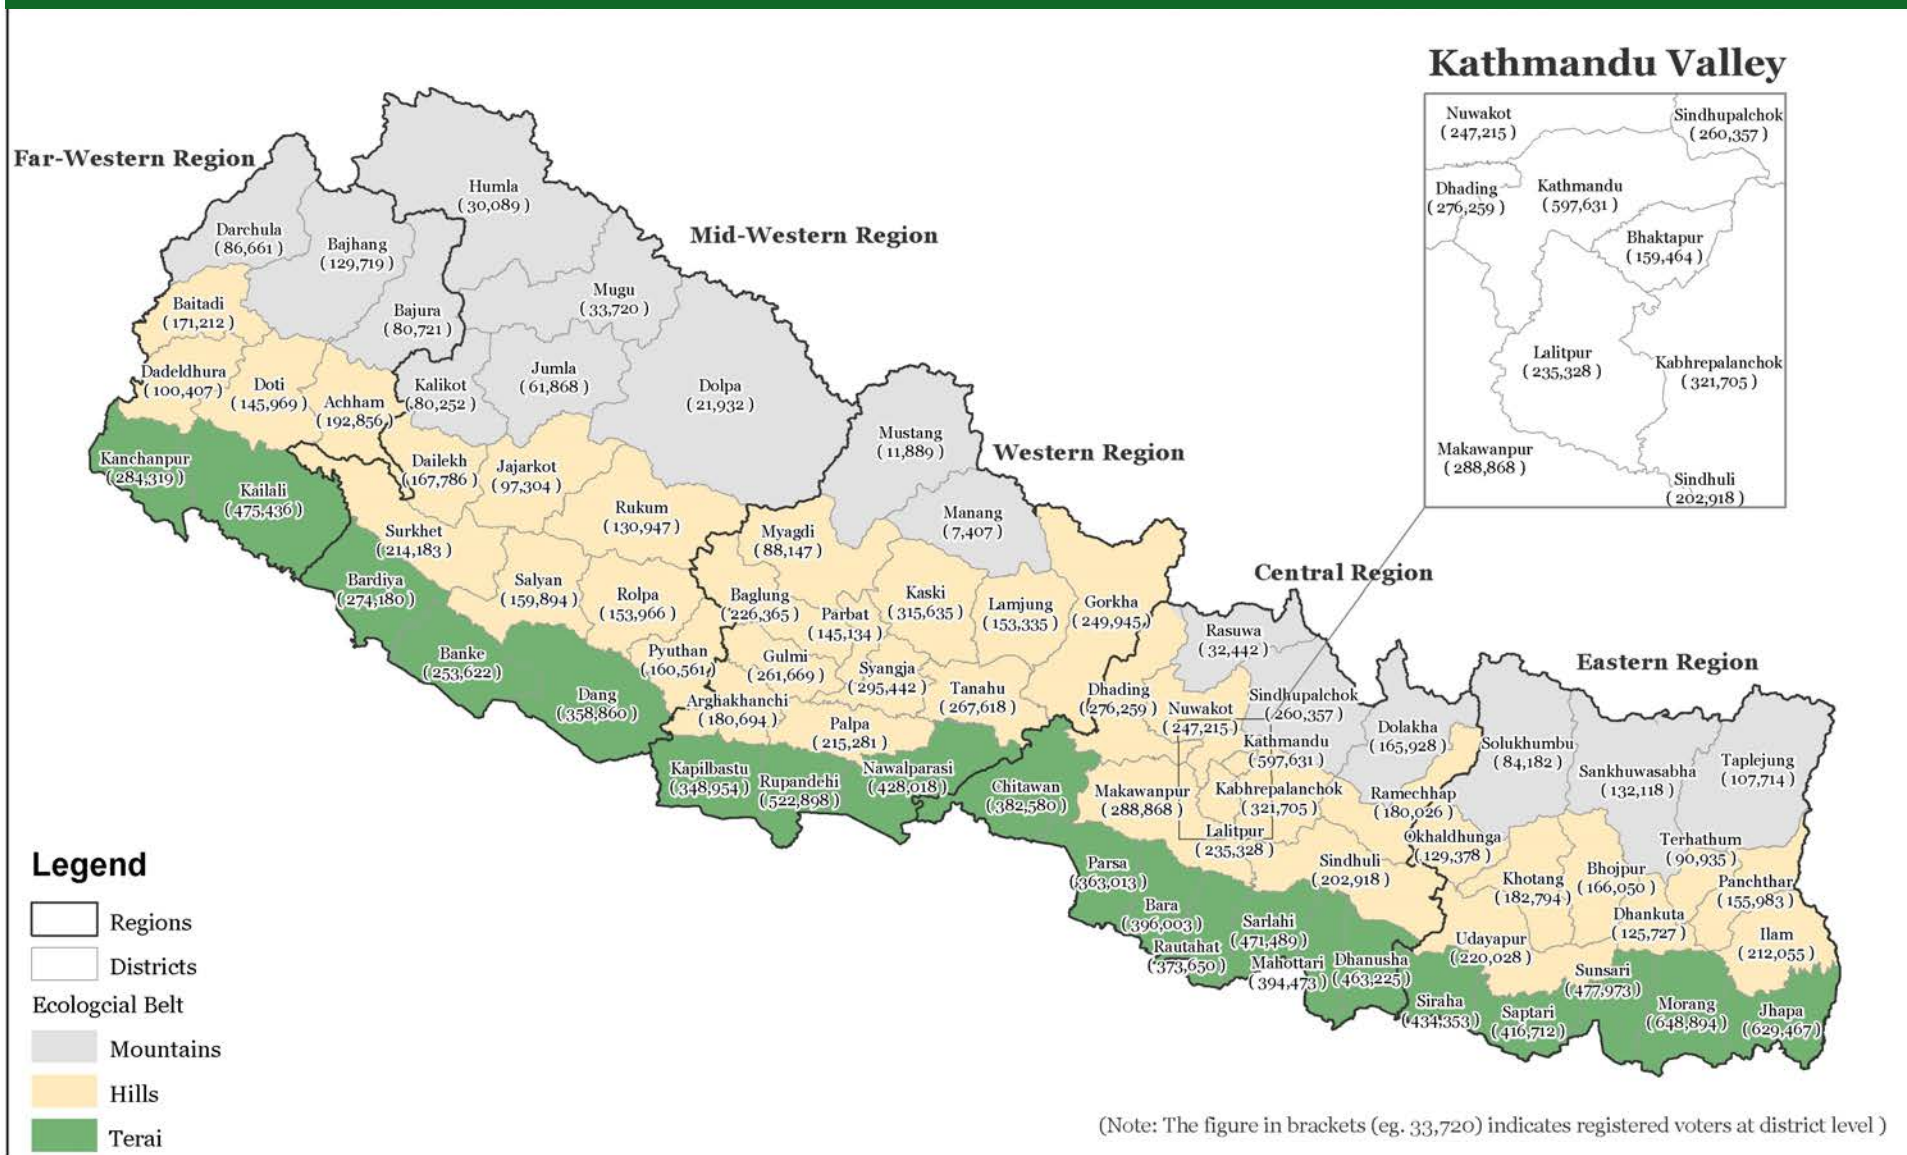 Kathmandu Valley
Nuwakot
( 247,215 )
Sindhupalchok
( 260,357 )
Dhading
( 276,259 )
Kathmandu
( 597,631 )
Bhaktapur
( 159,464 )
Lalitpur
( 235,328 )
Kabhrepalanchok
( 321,705 )
Makawanpur
( 288,868 )
Sindhuli
( 202,918 )
Far-Western Region
Darchula
( 86,661 )
Bajhang
( 129,719 )
Bajura
( 80,721 )
Baitadi
( 171,212 )
Dadeldhura
( 100,407 )
Doti
( 145,969 )
Achham
( 192,856 )
Kanchanpur
( 284,319 )
Kailali
( 475,436 )
Mid-Western Region
Humla
( 30,089 )
Mugu
( 33,720 )
Jumla
( 61,868 )
Kalikot
( 80,252 )
Dolpa
( 21,932 )
Dailekh
( 167,786 )
Jajarkot
( 97,304 )
Rukum
( 130,947 )
Surkhet
( 214,183 )
Salyan
( 159,894 )
Rolpa
( 153,966 )
Bardiya
( 274,180 )
Banke
( 253,622 )
Dang
( 358,860 )
Pyuthan
( 160,561 )
Western Region
Mustang
( 11,889 )
Manang
( 7,407 )
Myagdi
( 88,147 )
Baglung
( 226,365 )
Parbat
( 145,134 )
Kaski
( 315,635 )
Lamjung
( 153,335 )
Gorkha
( 249,945 )
Gulmi
( 261,669 )
Syangja
( 295,442 )
Tanahu
( 267,618 )
Arghakhanchi
( 180,694 )
Palpa
( 215,281 )
Kapilbastu
( 348,954 )
Rupandehi
( 522,898 )
Nawalparasi
( 428,018 )
Central Region
Rasuwa
( 32,442 )
Dhading
( 276,259 )
Nuwakot
( 247,215 )
Sindhupalchok
( 260,357 )
Kathmandu
( 597,631 )
Dolakha
( 165,928 )
Chitawan
( 382,580 )
Makawanpur
( 288,868 )
Kabhrepalanchok
( 321,705 )
Ramechhap
( 180,026 )
Lalitpur
( 235,328 )
Sindhuli
( 202,918 )
Parsa
( 363,013 )
Bara
( 396,003 )
Rautahat
( 373,650 )
Sarlahi
( 471,489 )
Mahottari
( 394,473 )
Dhanusha
( 463,225 )
Eastern Region
Solukhumbu
( 84,182 )
Sankhuwasabha
( 132,118 )
Taplejung
( 107,714 )
Okhaldhunga
( 129,378 )
Khotang
( 182,794 )
Bhojpur
( 166,050 )
Terhathum
( 90,935 )
Panchthar
( 155,983 )
Dhankuta
( 125,727 )
Ilam
( 212,055 )
Udayapur
( 220,028 )
Sunsari
( 477,973 )
Siraha
( 434,353 )
Saptari
( 416,712 )
Morang
( 648,894 )
Jhapa
( 629,467 )
Legend
Regions
Districts
Ecologcial Belt
Mountains
Hills
Terai
(Note: The figure in brackets (eg. 33,720) indicates registered voters at district level )